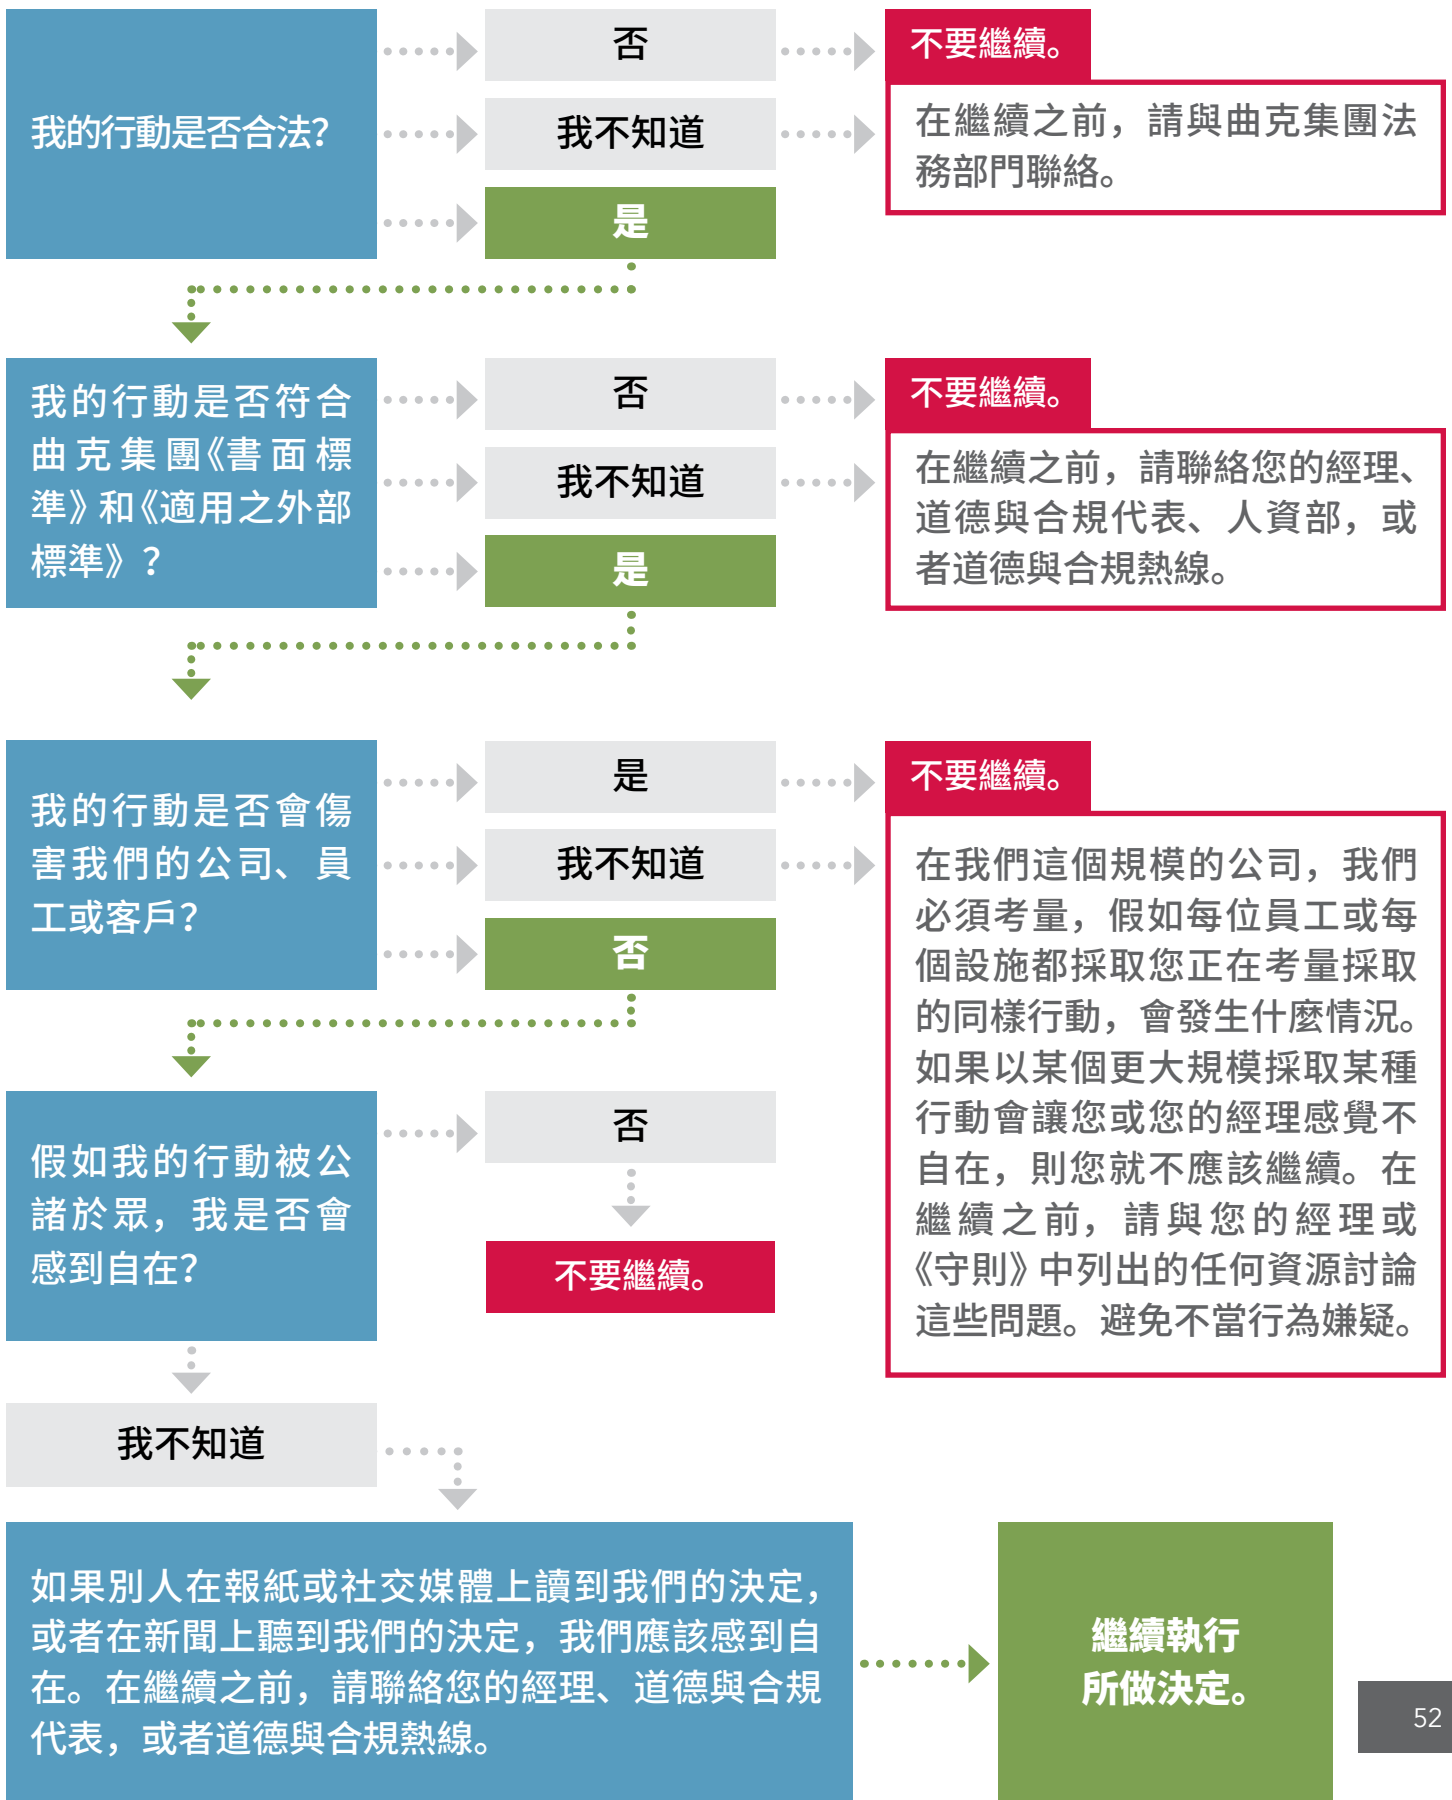 我的行動是否合法？
否
我不知道
是
不要繼續。
在繼續之前，請與曲克集團法
務部門聯絡。
我的行動是否符合
曲克集團《書面標
準》和《適用之外部
標準》？
否
我不知道
是
不要繼續。
在繼續之前，請聯絡您的經理、
道德與合規代表、人資部，或
者道德與合規熱線。
我的行動是否會傷
害我們的公司、員
工或客戶？
是
我不知道
否
不要繼續。
在我們這個規模的公司，我們
必須考量，假如每位員工或每
個設施都採取您正在考量採取
的同樣行動，會發生什麼情況。
如果以某個更大規模採取某種
行動會讓您或您的經理感覺不
自在，則您就不應該繼續。在
繼續之前，請與您的經理或
《守則》中列出的任何資源討論
這些問題。避免不當行為嫌疑。
假如我的行動被公
諸於眾，我是否會
感到自在？
否
不要繼續。
我不知道
如果別人在報紙或社交媒體上讀到我們的決定，
或者在新聞上聽到我們的決定，我們應該感到自
在。在繼續之前，請聯絡您的經理、道德與合規
代表，或者道德與合規熱線。
繼續執行
所做決定。
52